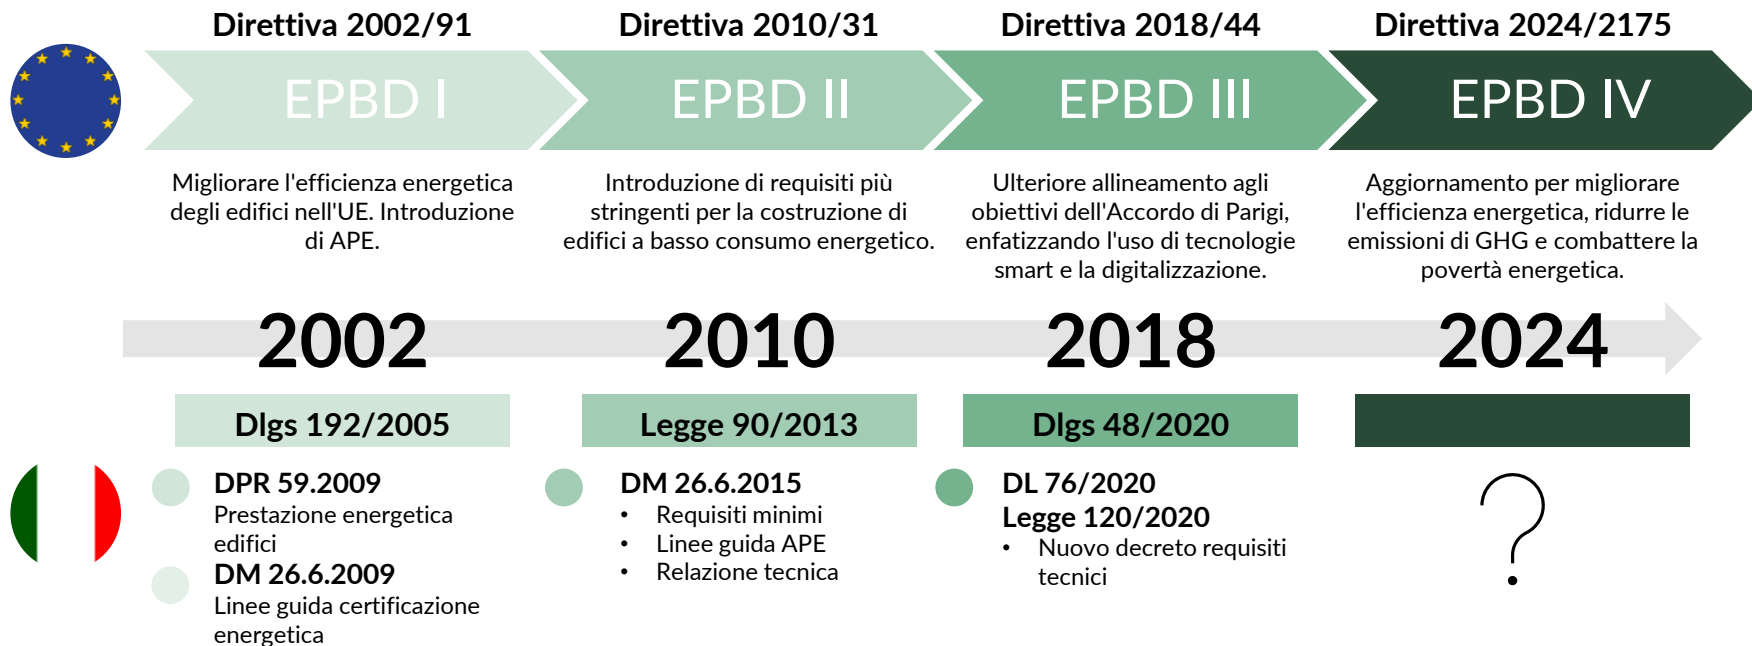 Direttiva 2002/91
Direttiva 2010/31
Direttiva 2018/44
Direttiva 2024/2175
EPBD I
EPBD II
EPBD III
EPBD IV
Migliorare l'efficienza energetica
degli edifici nell'UE. Introduzione
di APE.
Introduzione di requisiti più
stringenti per la costruzione di
edifici a basso consumo energetico.
Ulteriore allineamento agli
obiettivi dell'Accordo di Parigi,
enfatizzando l'uso di tecnologie
smart e la digitalizzazione.
Aggiornamento per migliorare
l'efficienza energetica, ridurre le
emissioni di GHG e combattere la
povertà energetica.
2002
2010
2018
2024
Dlgs 192/2005
Legge 90/2013
Dlgs 48/2020
DPR 59.2009
Prestazione energetica
edifici
DM 26.6.2009
Linee guida certificazione
energetica
DM 26.6.2015
• Requisiti minimi
• Linee guida APE
• Relazione tecnica
DL 76/2020
Legge 120/2020
• Nuovo decreto requisiti
tecnici
?